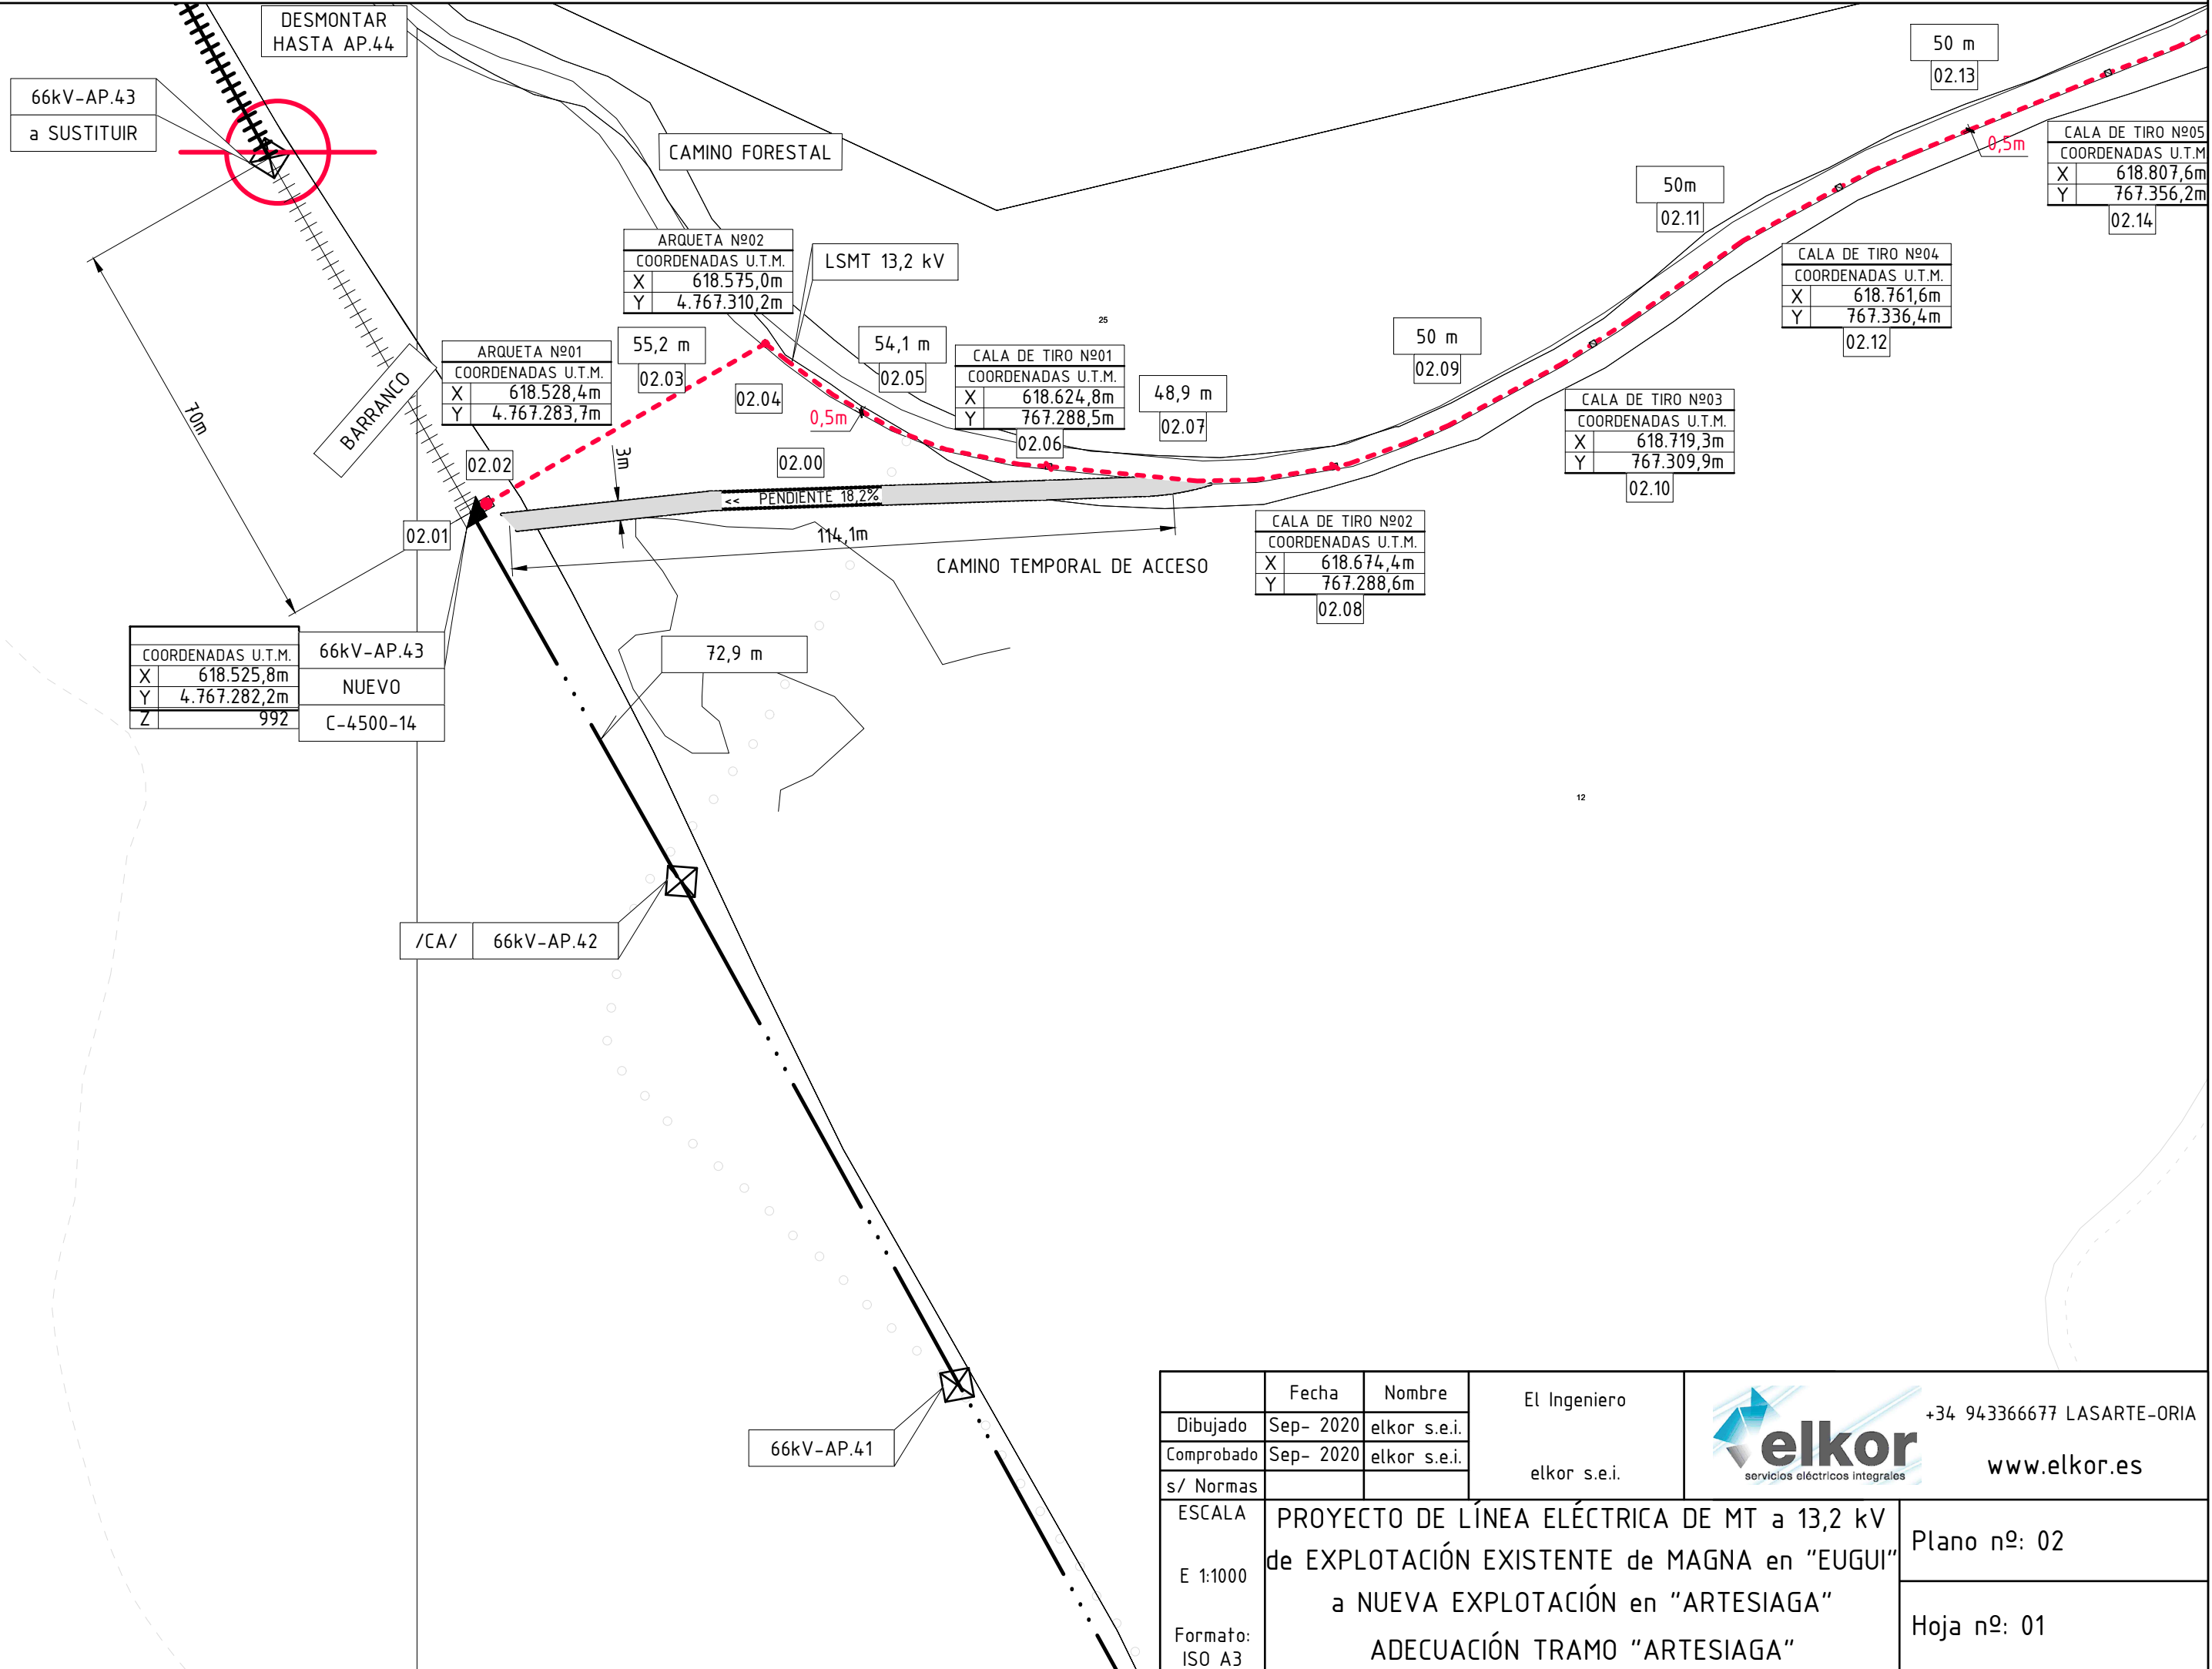 DESMONTAR
HASTA AP.44
66kV-AP.43
a SUSTITUIR
CAMINO FORESTAL
50 m
02.13
0,5m
CALA DE TIRO Nº05
COORDENADAS U.T.M
X 618.807,6m
Y 767.356,2m
02.14
50m
02.11
CALA DE TIRO Nº04
COORDENADAS U.T.M.
X 618.761,6m
Y 767.336,4m
02.12
ARQUETA Nº02
COORDENADAS U.T.M.
X 618.575,0m
Y 4.767.310,2m
LSMT 13,2 kV
25
70m
BARRANCO
ARQUETA Nº01
COORDENADAS U.T.M.
X 618.528,4m
Y 4.767.283,7m
55,2 m
02.03
02.04
54,1 m
02.05
0,5m
CALA DE TIRO Nº01
COORDENADAS U.T.M.
X 618.624,8m
Y 767.288,5m
02.06
48,9 m
02.07
50 m
02.09
CALA DE TIRO Nº03
COORDENADAS U.T.M.
X 618.719,3m
Y 767.309,9m
02.10
02.02
3m
02.00
<< PENDIENTE 18,2%
02.01
114,1m
CAMINO TEMPORAL DE ACCESO
CALA DE TIRO Nº02
COORDENADAS U.T.M.
X 618.674,4m
Y 767.288,6m
02.08
COORDENADAS U.T.M.
X 618.525,8m
Y 4.767.282,2m
Z 992
66kV-AP.43
NUEVO
C-4500-14
72,9 m
12
/CA/ 66kV-AP.42
66kV-AP.41
Fecha Nombre
Dibujado Sep- 2020 elkor s.e.i.
Comprobado Sep- 2020 elkor s.e.i.
s/ Normas
El Ingeniero
elkor s.e.i.
elkor
servicios eléctricos integrales
+34 943366677 LASARTE-ORIA
www.elkor.es
ESCALA
E 1:1000
Formato:
ISO A3
PROYECTO DE LÍNEA ELÉCTRICA DE MT a 13,2 kV
de EXPLOTACIÓN EXISTENTE de MAGNA en "EUGUI"
a NUEVA EXPLOTACIÓN en "ARTESIAGA"
ADECUACIÓN TRAMO "ARTESIAGA"
Plano nº: 02
Hoja nº: 01